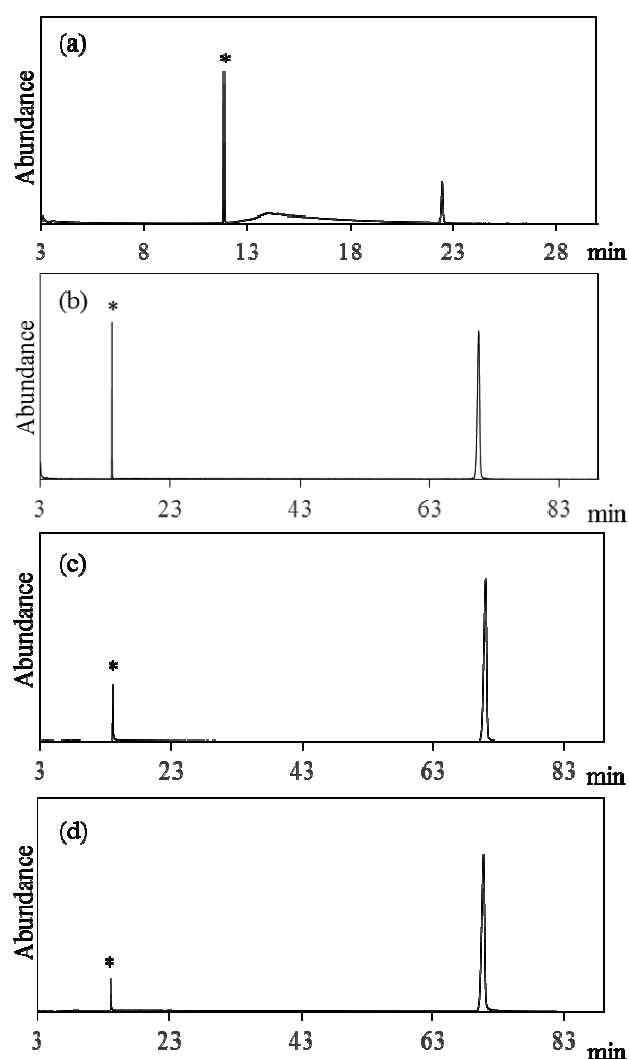 (a)
*
Abundance
3 8 13 18 23 28 min
(b)
*
Abundance
3 23 43 63 83 min
(c)
*
Abundance
3 23 43 63 83 min
(d)
*
Abundance
3 23 43 63 83 min